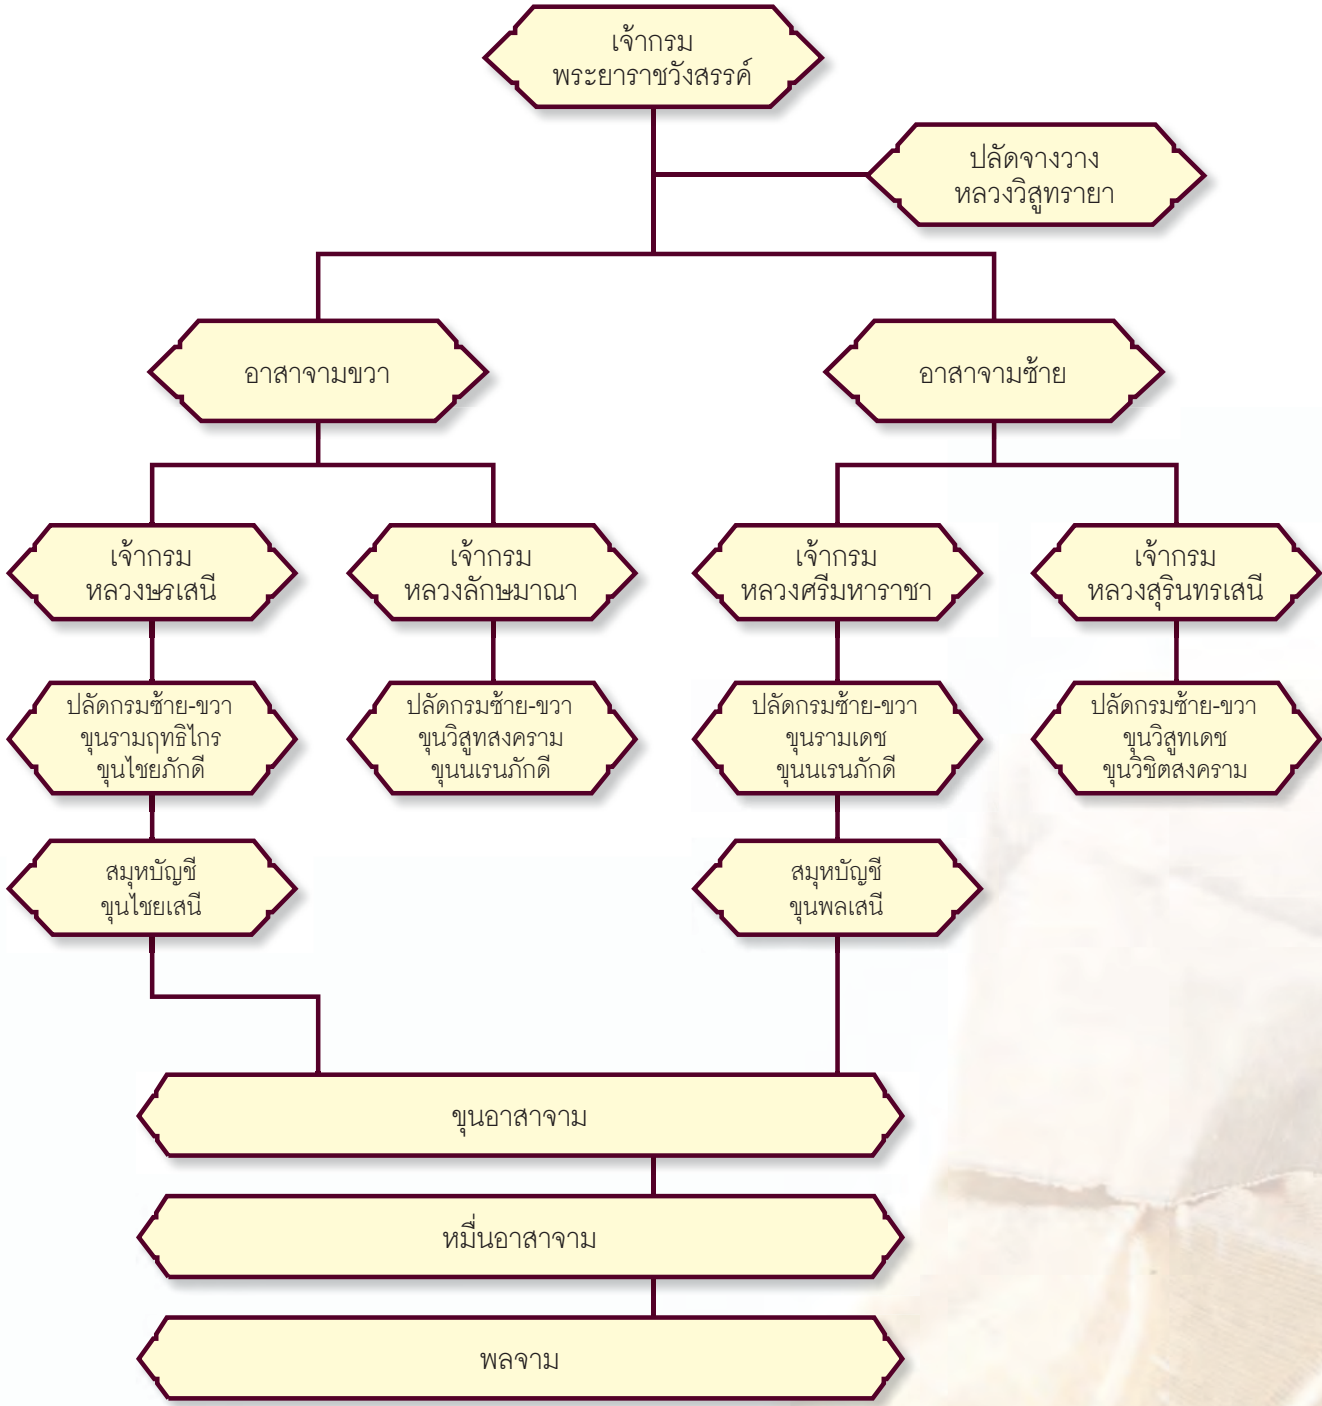 เจ้ากรม
พระยาราชวังสรรค์
ปลัดจางวาง
หลวงวิสูทรายา
อาสาจามขวา
อาสาจามซ้าย
เจ้ากรม
หลวงษรเสนี
เจ้ากรม
หลวงลักษมาณา
เจ้ากรม
หลวงศรีมหาราชา
เจ้ากรม
หลวงสุรินทรเสนี
ปลัดกรมซ้าย-ขวา
ขุนรามฤทธิไกร
ขุนไชยภักดี
ปลัดกรมซ้าย-ขวา
ขุนวิสูทสงคราม
ขุนนเรนภักดี
ปลัดกรมซ้าย-ขวา
ขุนรามเดช
ขุนนเรนภักดี
ปลัดกรมซ้าย-ขวา
ขุนวิสูทเดช
ขุนวิชิตสงคราม
สมุหบัญชี
ขุนไชยเสนี
สมุหบัญชี
ขุนพลเสนี
ขุนอาสาจาม
หมื่นอาสาจาม
พลจาม